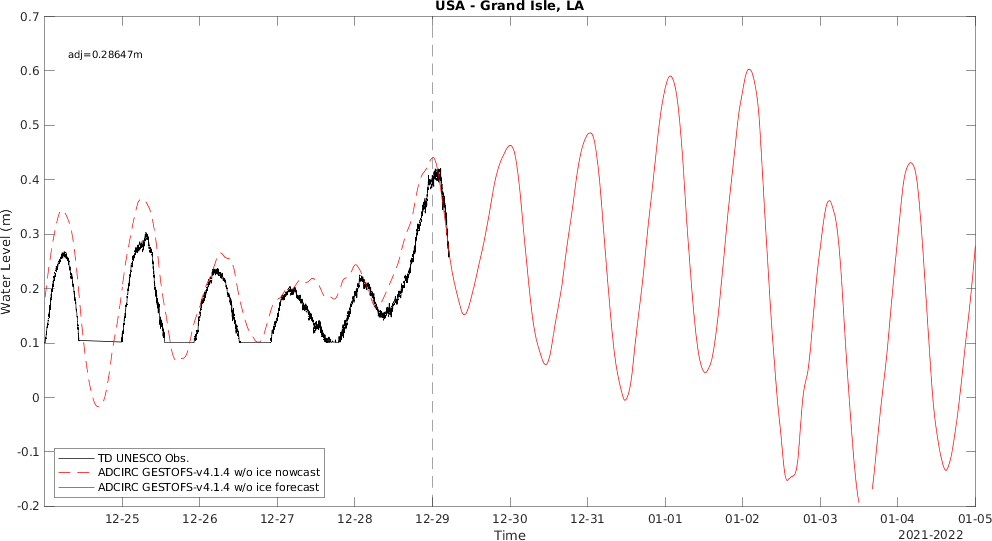 USA - Grand Isle, LA
adj=0.28647m
Water Level (m)
0.7
0.6
0.5
0.4
0.3
0.2
0.1
0
-0.1
-0.2
TD UNESCO Obs.
ADCIRC GESTOFS-v4.1.4 w/o ice nowcast
ADCIRC GESTOFS-v4.1.4 w/o ice forecast
12-25 12-26 12-27 12-28 12-29 12-30 12-31 01-01 01-02 01-03 01-04 01-05
Time
2021-2022